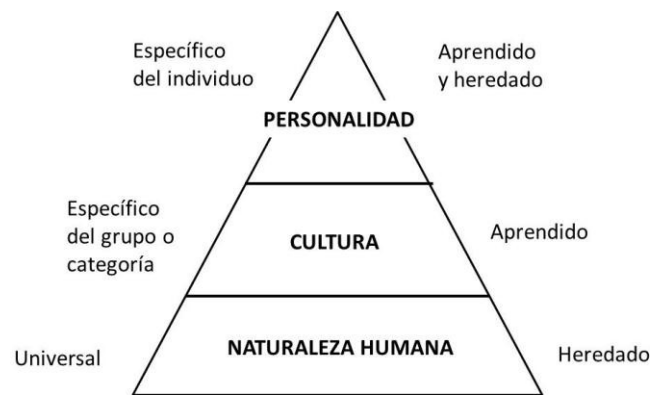 Específico
del individuo
Aprendido
y heredado
PERSONALIDAD
Específico
del grupo o
categoría
CULTURA
Aprendido
Universal
NATURALEZA HUMANA
Heredado